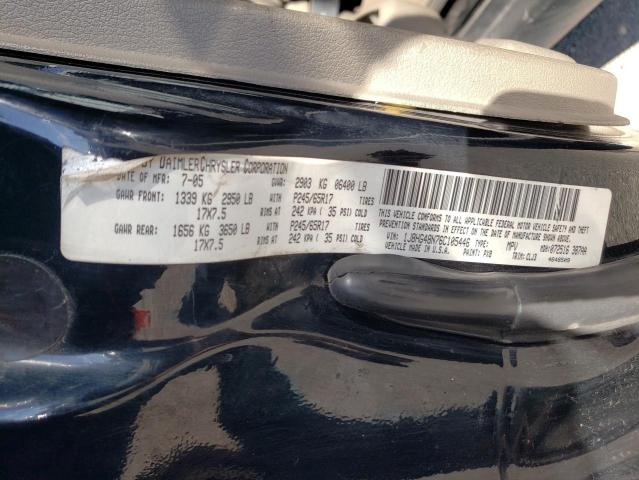 BY DAIMLERCHRYSLER CORPORATION
DATE OF MFR: 7-05 GVWR: 2903 KG 06400 LB
GAWR FRONT: 1339 KG 2950 LB WITH P245/65R17 TIRES
17X7.5 RIMS AT 242 KPA ( 35 PSI) COLD
GAWR REAR: 1656 KG 3650 LB WITH P245/65R17 TIRES
17X7.5 RIMS AT 242 KPA ( 35 PSI) COLD
THIS VEHICLE CONFORMS TO ALL APPLICABLE FEDERAL MOTOR VEHICLE SAFETY AND THEFT
PREVENTION STANDARDS IN EFFECT ON THE DATE OF MANUFACTURE SHOWN ABOVE.
VIN: 1J8HG48N76C105446 MPV MDH: 072516 387AA
MADE IN U.S.A. PAINT: PXB TRIM: CLJ3